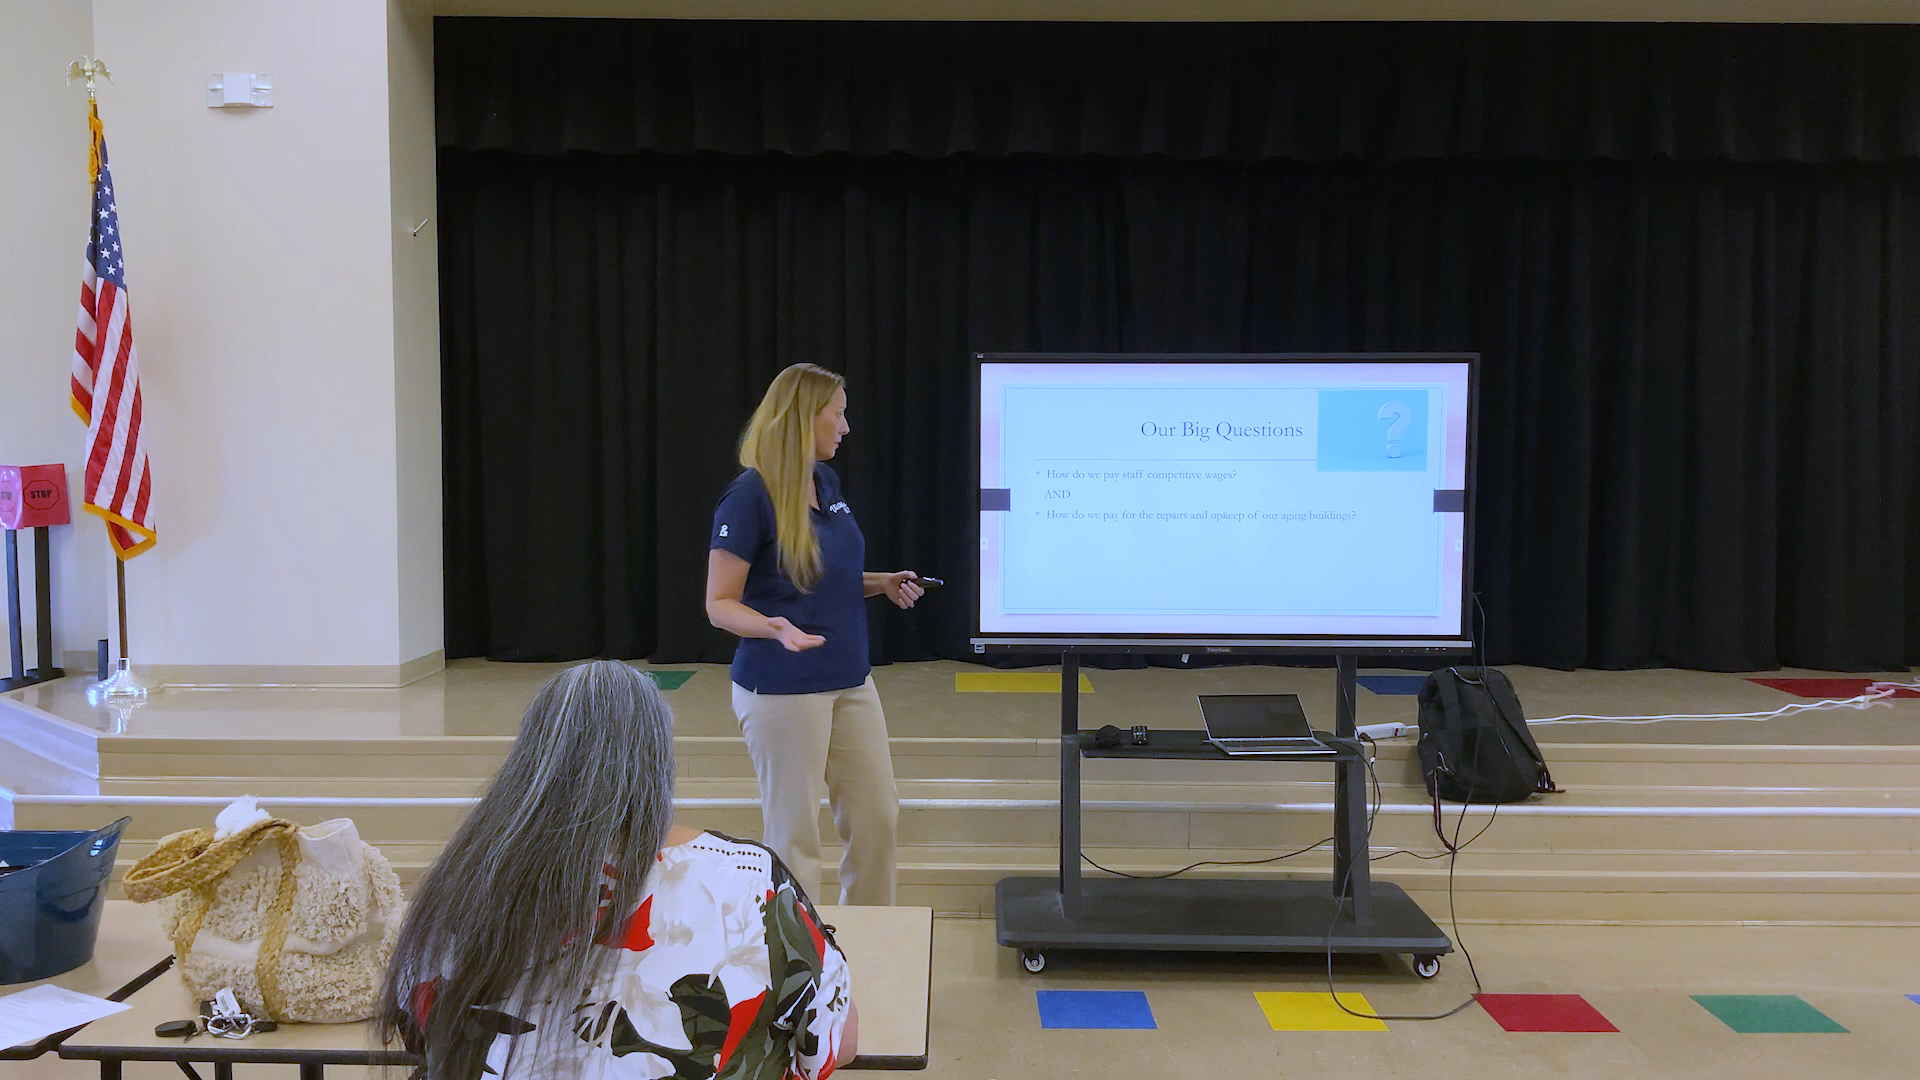 STOP
Our Big Questions
• How do we pay staff competitive wages?
AND
• How do we pay for the repairs and upkeep of our aging buildings?
ViewSonic